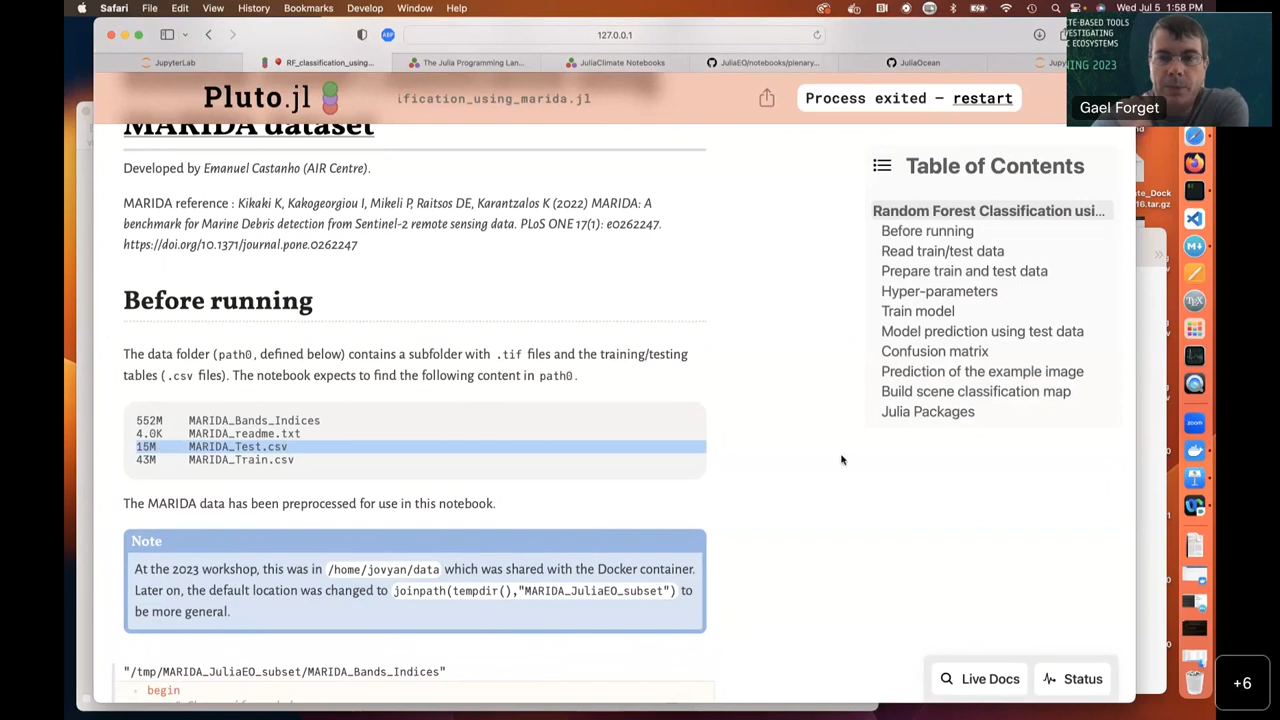 Safari File Edit View History Bookmarks Develop Window Help
Wed Jul 5 1:58 PM
127.0.0.1
JupyterLab
RF_classification_using...
The Julia Programming Lan...
JuliaClimate Notebooks
JuliaEO/notebooks/plenary...
JuliaOcean
TE-BASED TOOLS
VESTIGATING
C ECOSYSTEMS
NING 2023
Gael Forget
Pluto.jl
ification_using_marida.jl
Process exited — restart
MARIDA dataset
Developed by Emanuel Castanho (AIR Centre).
MARIDA reference : Kikaki K, Kakogeorgiou I, Mikeli P, Raitsos DE, Karantzalos K (2022) MARIDA: A
benchmark for Marine Debris detection from Sentinel-2 remote sensing data. PLoS ONE 17(1): e0262247.
https://doi.org/10.1371/journal.pone.0262247
Before running
The data folder (path0, defined below) contains a subfolder with .tif files and the training/testing
tables (.csv files). The notebook expects to find the following content in path0.
552M MARIDA_Bands_Indices
4.0K MARIDA_readme.txt
15M MARIDA_Test.csv
43M MARIDA_Train.csv
The MARIDA data has been preprocessed for use in this notebook.
Note
At the 2023 workshop, this was in /home/jovyan/data which was shared with the Docker container.
Later on, the default location was changed to joinpath(tempdir(),"MARIDA_JuliaEO_subset") to
be more general.
"/tmp/MARIDA_JuliaEO_subset/MARIDA_Bands_Indices"
begin
Table of Contents
Random Forest Classification usi...
Before running
Read train/test data
Prepare train and test data
Hyper-parameters
Train model
Model prediction using test data
Confusion matrix
Prediction of the example image
Build scene classification map
Julia Packages
Live Docs
Status
16.tar.gz
+6